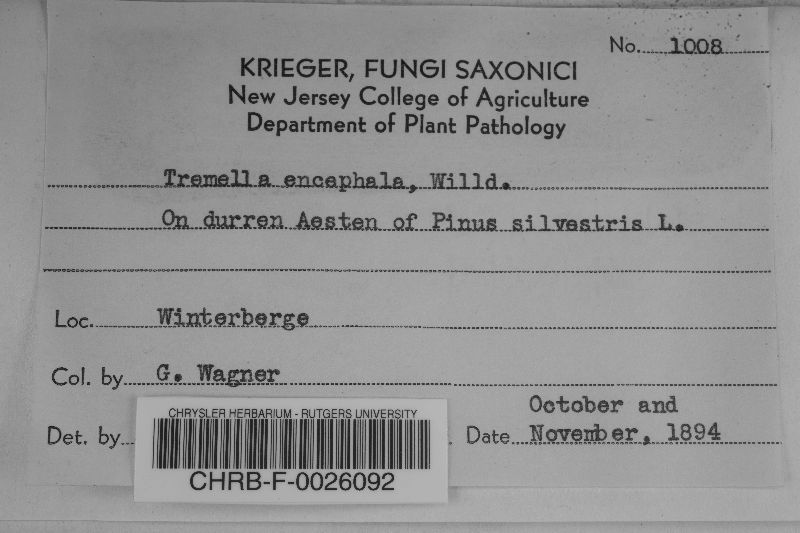 No. 1008
KRIEGER, FUNGI SAXONICI
New Jersey College of Agriculture
Department of Plant Pathology
Tremella encephala, Willd.
On durren Aesten of Pinus silvestris L.
Loc. Winterberge
Col. by G. Wagner
October and
Det. by Date November, 1894
CHRYSLER HERBARIUM - RUTGERS UNIVERSITY
CHRB-F-0026092